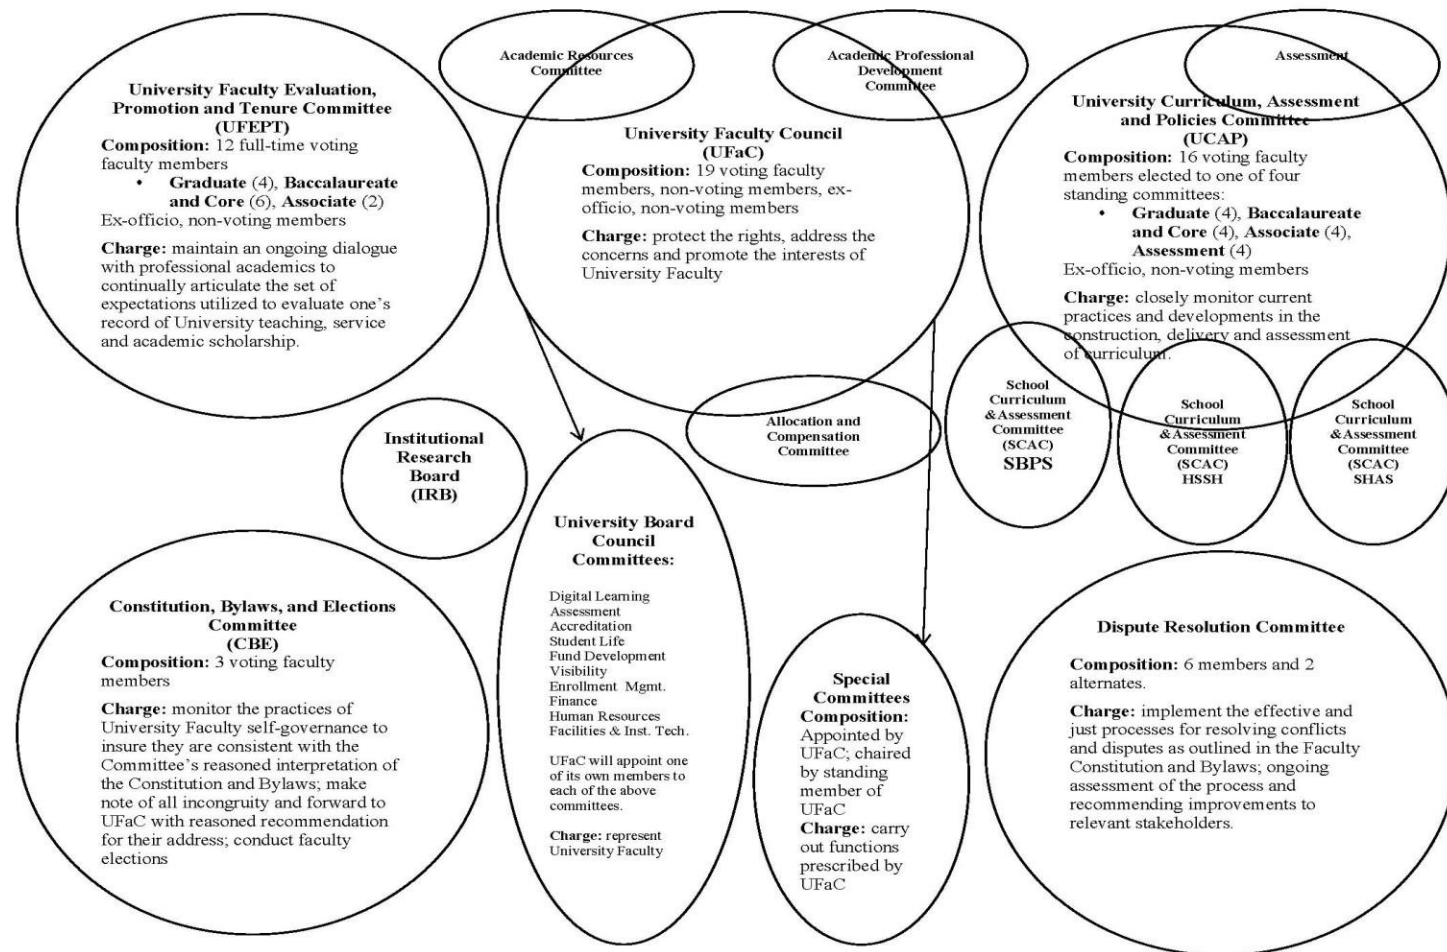 Academic Resources
Committee
Academic Professional
Development
Committee
Assessment
University Faculty Evaluation,
Promotion and Tenure Committee
(UFEPT)
Composition: 12 full-time voting
faculty members
• Graduate (4), Baccalaureate
and Core (6), Associate (2)
Ex-officio, non-voting members
Charge: maintain an ongoing dialogue
with professional academics to
continually articulate the set of
expectations utilized to evaluate one's
record of University teaching, service
and academic scholarship.
University Faculty Council
(UFaC)
Composition: 19 voting faculty
members, non-voting members, ex-
officio, non-voting members
Charge: protect the rights, address the
concerns and promote the interests of
University Faculty
University Curriculum, Assessment
and Policies Committee
(UCAP)
Composition: 16 voting faculty
members elected to one of four
standing committees:
• Graduate (4), Baccalaureate
and Core (4), Associate (4),
Assessment (4)
Ex-officio, non-voting members
Charge: closely monitor current
practices and developments in the
construction, delivery and assessment
of curriculum.
Institutional
Research
Board
(IRB)
Allocation and
Compensation
Committee
School
Curriculum
&Assessment
Committee
(SCAC)
SBPS
School
Curriculum
&Assessment
Committee
(SCAC)
HSSH
School
Curriculum
&Assessment
Committee
(SCAC)
SHAS
Constitution, Bylaws, and Elections
Committee
(CBE)
Composition: 3 voting faculty
members
Charge: monitor the practices of
University Faculty self-governance to
insure they are consistent with the
Committee's reasoned interpretation of
the Constitution and Bylaws; make
note of all incongruity and forward to
UFaC with reasoned recommendation
for their address; conduct faculty
elections
University Board
Council
Committees:
Digital Learning
Assessment
Accreditation
Student Life
Fund Development
Visibility
Enrollment Mgmt.
Finance
Human Resources
Facilities & Inst. Tech.
UFaC will appoint one
of its own members to
each of the above
committees.
Charge: represent
University Faculty
Special
Committees
Composition:
Appointed by
UFaC; chaired
by standing
member of
UFaC
Charge: carry
out functions
prescribed by
UFaC
Dispute Resolution Committee
Composition: 6 members and 2
alternates.
Charge: implement the effective and
just processes for resolving conflicts
and disputes as outlined in the Faculty
Constitution and Bylaws; ongoing
assessment of the process and
recommending improvements to
relevant stakeholders.